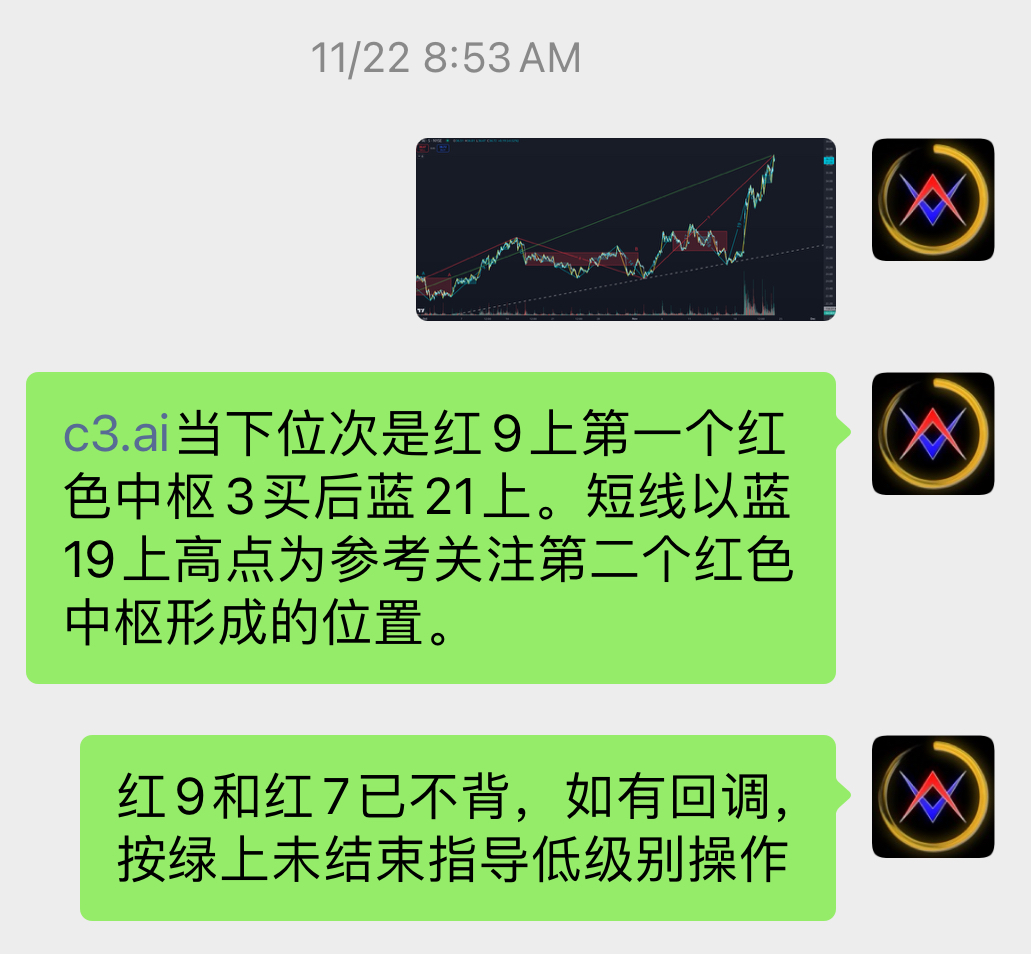 11/22 8:53 AM
c3.ai当下位次是红9上第一个红
色中枢3买后蓝21上。短线以蓝
19上高点为参考关注第二个红色
中枢形成的位置。
红9和红7已不背，如有回调，
按绿上未结束指导低级别操作